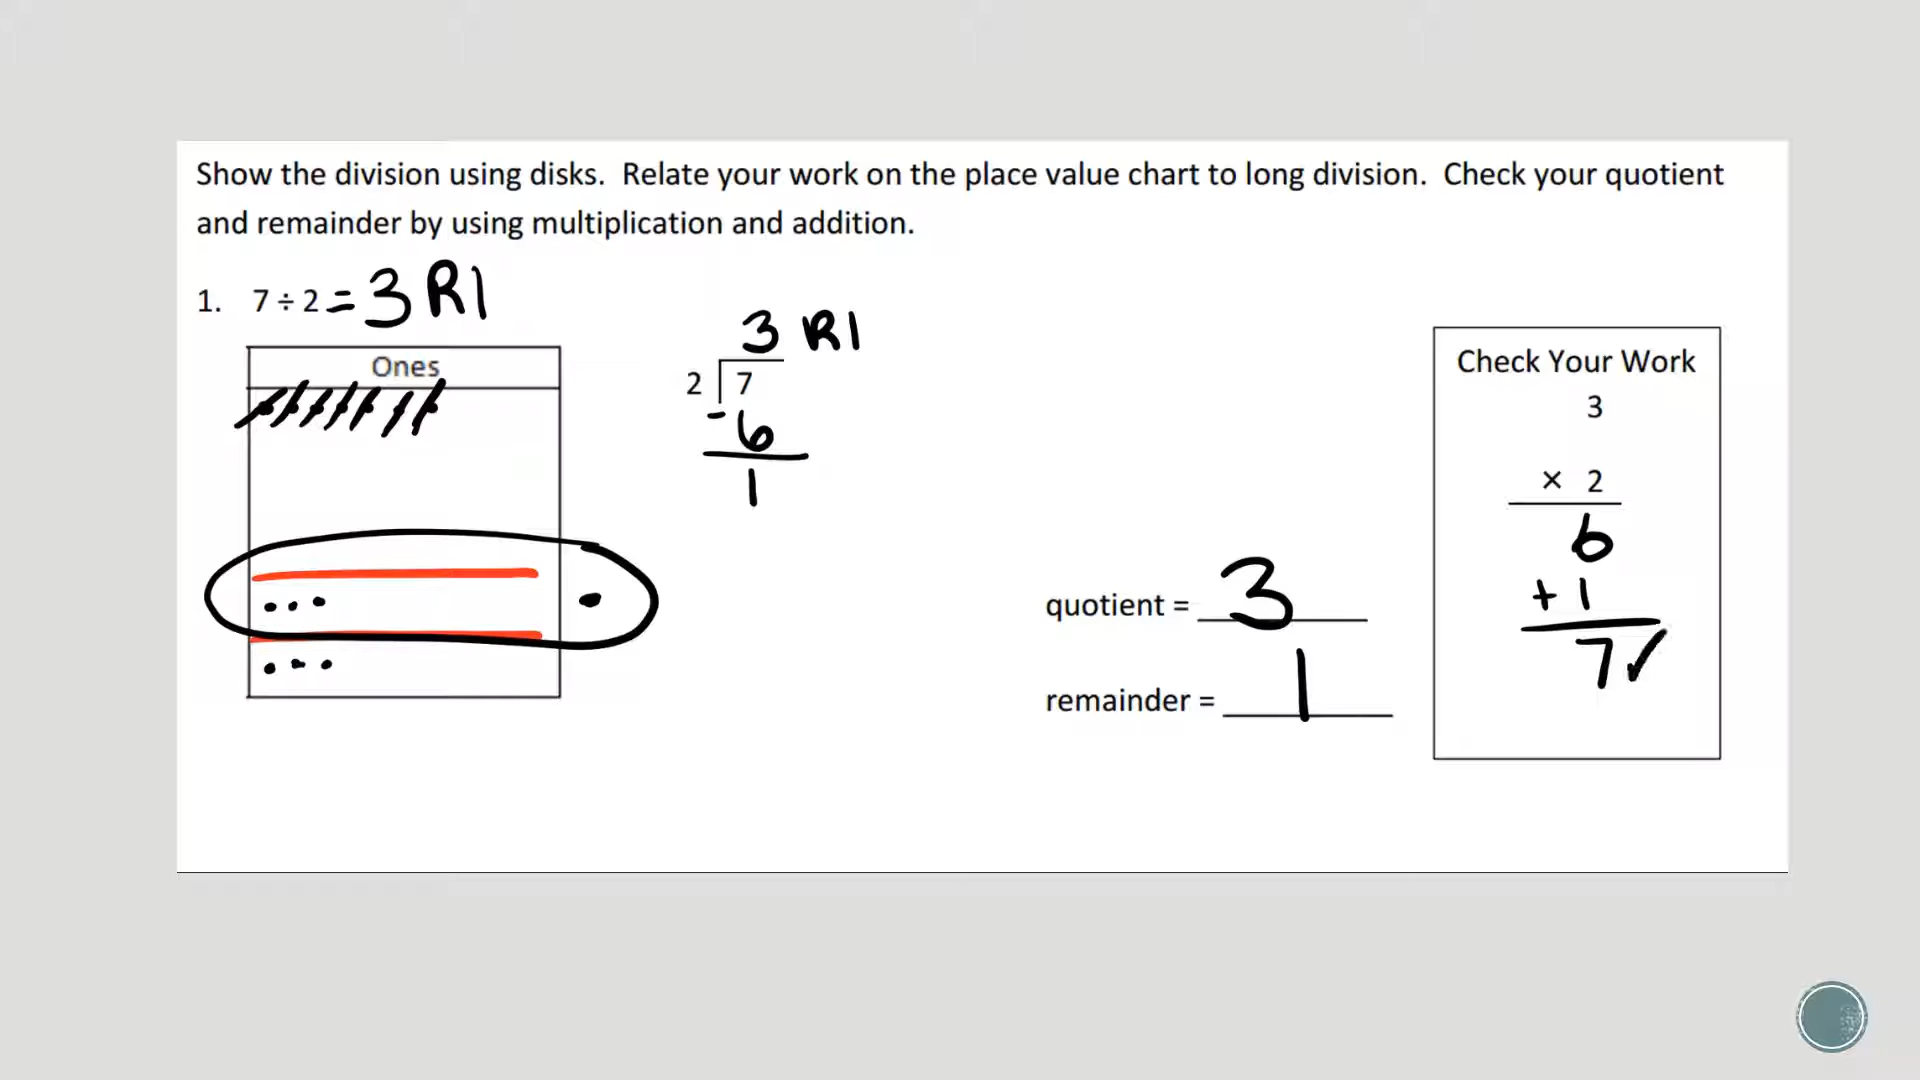 Show the division using disks. Relate your work on the place value chart to long division. Check your quotient
and remainder by using multiplication and addition.
1. 7 ÷ 2 = 3 R1
Ones
3 R1
2 7
- 6
1
quotient = 3
remainder = 1
Check Your Work
3
× 2
6
+ 1
7 ✓